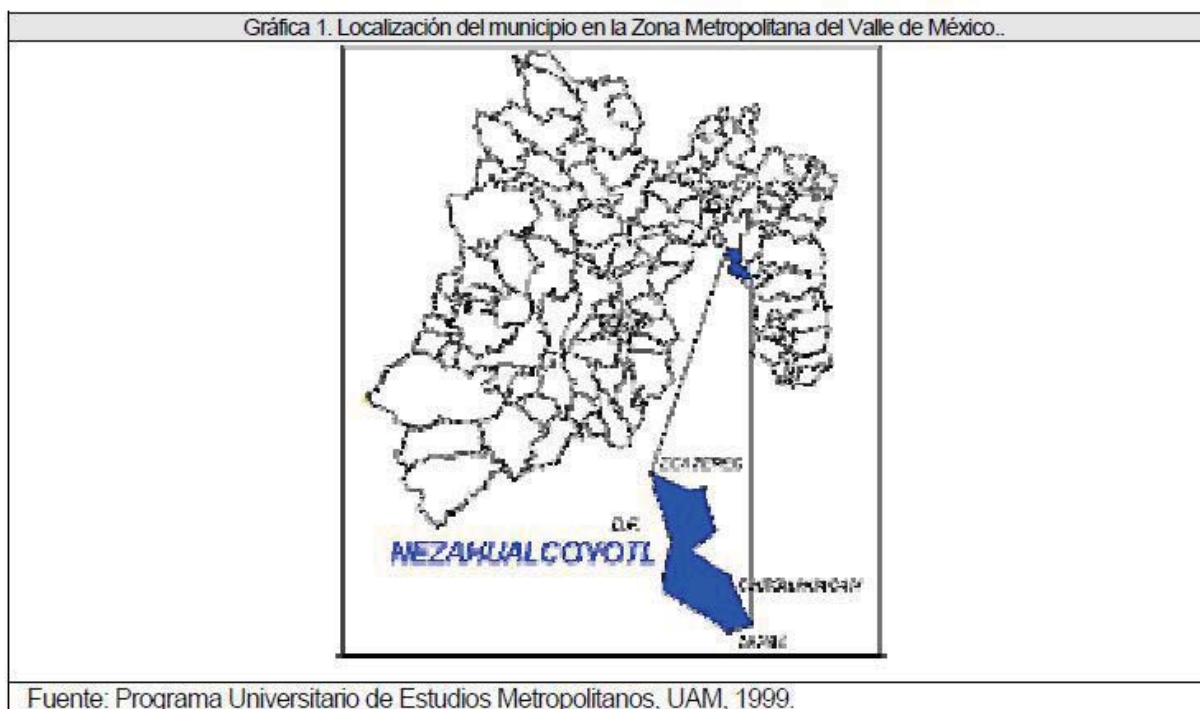 Gráfica 1. Localización del municipio en la Zona Metropolitana del Valle de México..
ECATEPEC
D.F.
NEZAHUALCOYOTL
Fuente: Programa Universitario de Estudios Metropolitanos, UAM, 1999.